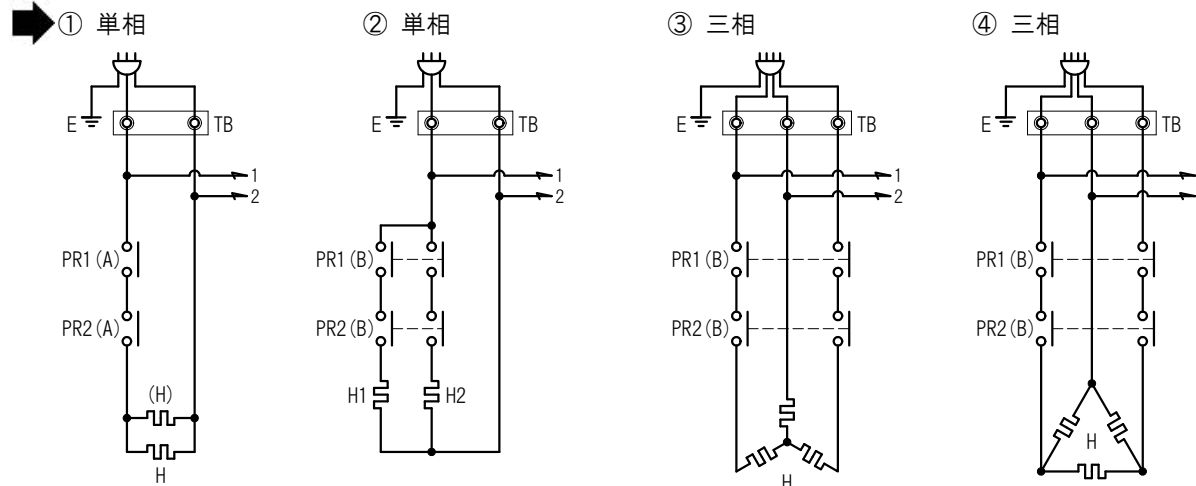 ① 単相
② 単相
③ 三相
④ 三相
E TB
E TB
E TB
E TB
1
2
1
2
1
2
PR1(A)
PR1(B)
PR1(B)
PR1(B)
PR2(A)
PR2(B)
PR2(B)
PR2(B)
(H)
H
H1 H2
H
H